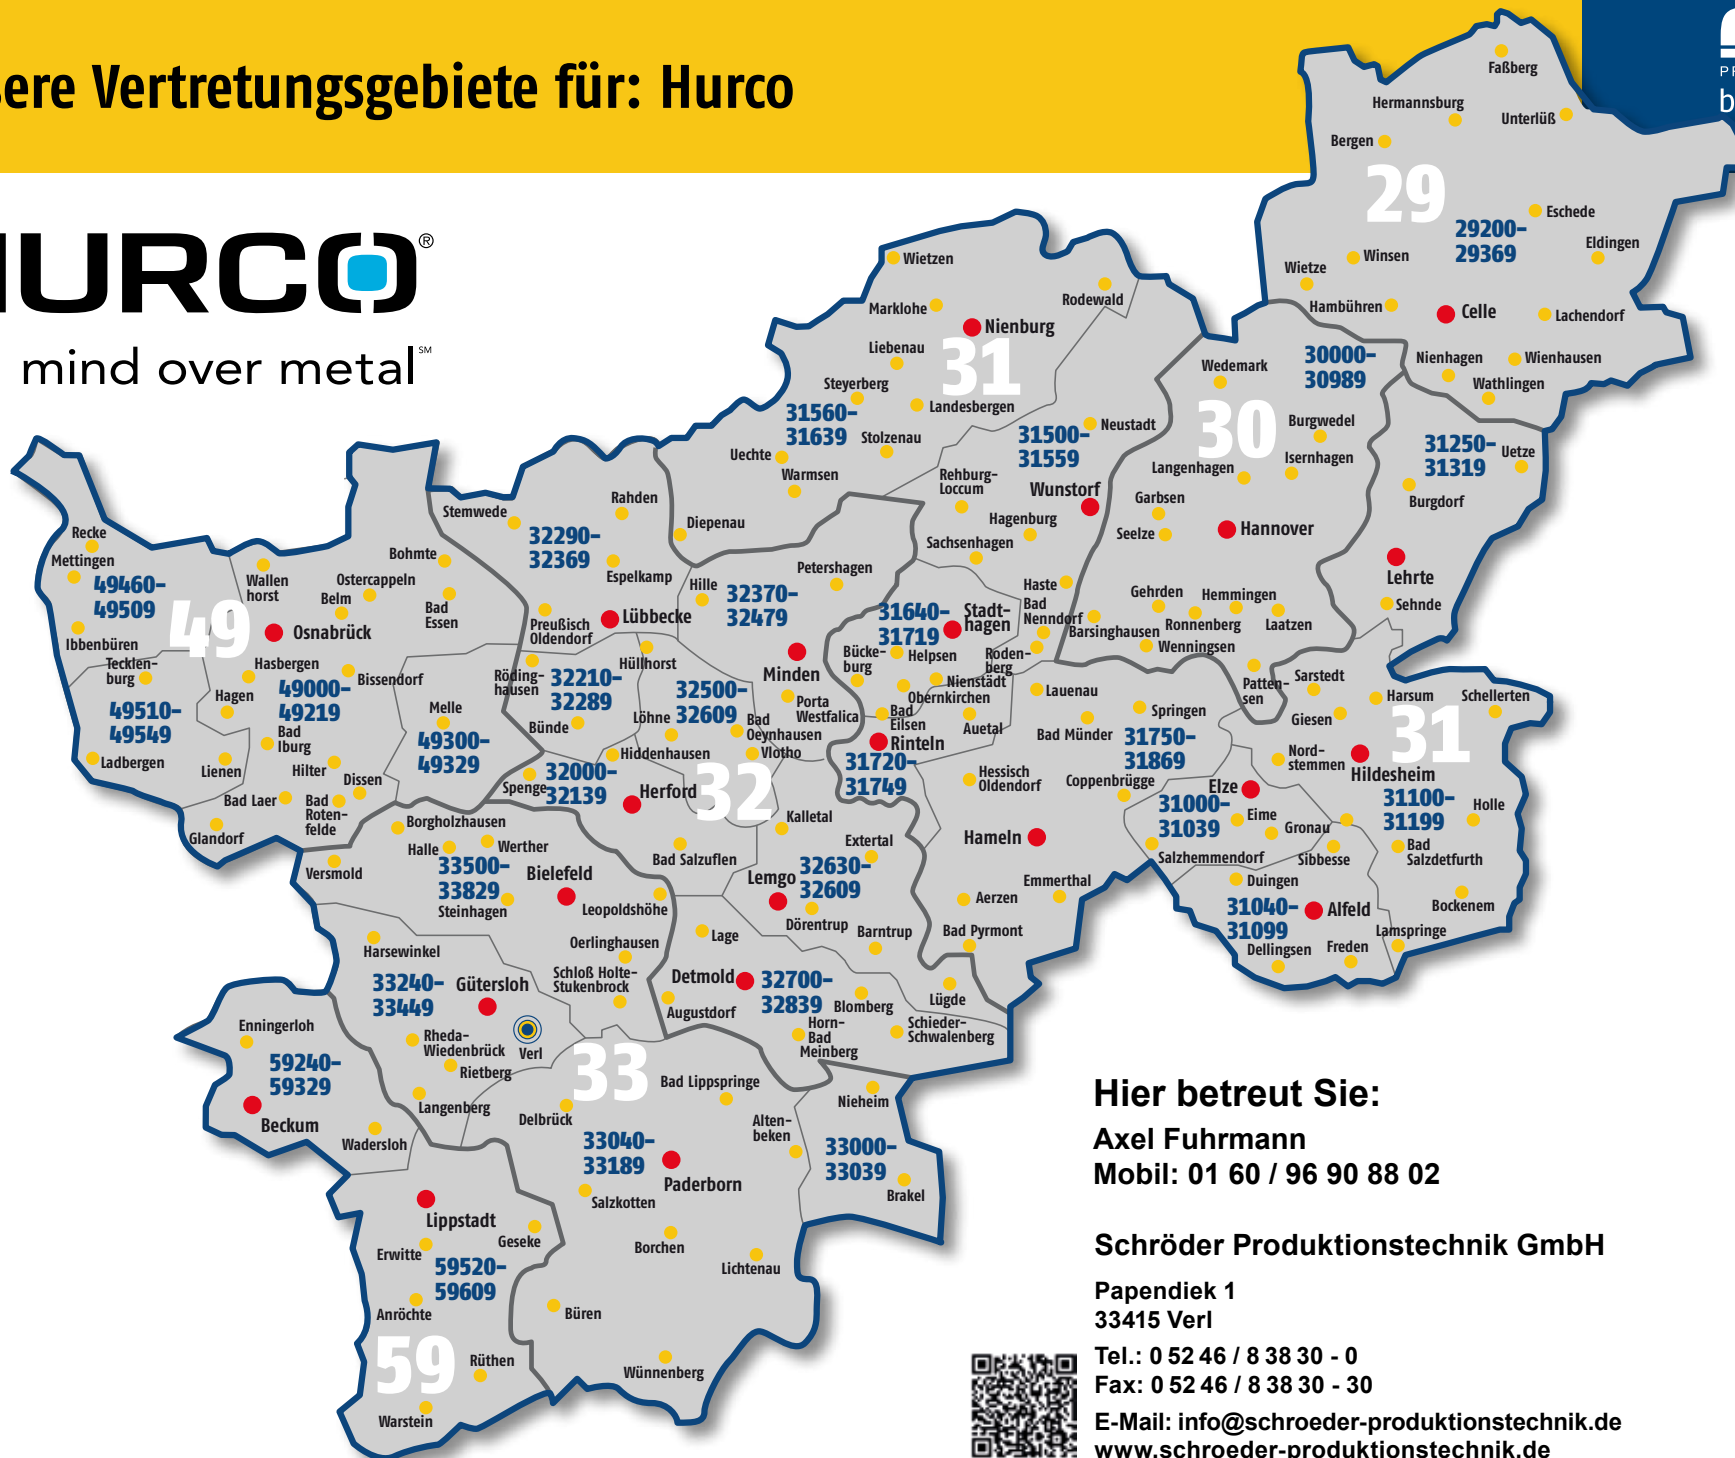 sere Vertretungsgebiete für: Hurco
HURCO®
mind over metal℠
P
b
Faßberg
Hermannsburg
Unterlüß
Bergen
29
Eschede
29200-
29369
Eldingen
Winsen
Wietze
Hambühren
Celle
Lachendorf
Nienhagen
Wienhausen
Wathlingen
Wietzen
Marklohe
Rodewald
Nienburg
Liebenau
31
Steyerberg
Landesbergen
31560-
31639
Stolzenau
Uechte
Warmsen
Diepenau
31500-
31559
Neustadt
Rehburg-
Loccum
Wunstorf
Hagenburg
Sachsenhagen
Haste
Bad
Nenndorf
Roden-
berg
30000-
30989
Wedemark
30
Burgwedel
Isernhagen
Langenhagen
Garbsen
Seelze
Hannover
Gehrden
Hemmingen
Ronnenberg
Laatzen
Barsinghausen
Wenningsen
Patten-
sen
31250-
31319
Uetze
Burgdorf
Lehrte
Sehnde
Stemwede
Rahden
32290-
32369
Espelkamp
Lübbecke
Preußisch
Oldendorf
Hüllhorst
Hille
Petershagen
32370-
32479
Minden
Porta
Westfalica
31640-
31719
Stadt-
hagen
Bücke-
burg
Helpsen
Nienstädt
Obernkirchen
Bad
Eilsen
Auetal
Rinteln
31720-
31749
Recke
Mettingen
49460-
49509
Ibbenbüren
Tecklen-
burg
49510-
49549
Ladbergen
Lienen
49
Wallen
horst
Bohmte
Ostercappeln
Belm
Bad
Essen
Osnabrück
Hasbergen
Bissendorf
Hagen
49000-
49219
Bad
Iburg
Hilter
Dissen
Bad Laer
Bad
Roten-
felde
Glandorf
Melle
49300-
49329
Röding-
hausen
32210-
32289
Bünde
Löhne
32500-
32609
Bad
Oeynhausen
Vlotho
Hiddenhausen
Spenge
32000-
32139
Herford
32
Bad Salzuflen
Kalletal
Extertal
Lemgo
32630-
32609
Dörentrup
Barntrup
Lage
Detmold
32700-
32839
Augustdorf
Blomberg
Horn-
Bad
Meinberg
Schieder-
Schwalenberg
Lügde
Lauenau
Springen
Bad Münder
31750-
31869
Hessisch
Oldendorf
Coppenbrügge
Hameln
Salzhemmendorf
Emmerthal
Aerzen
Bad Pyrmont
Sarstedt
Harsum
Schellerten
Giesen
31
Nord-
stemmen
Hildesheim
31100-
31199
Holle
Bad
Salzdetfurth
Bockenem
Lamspringe
Elze
31000-
31039
Eime
Gronau
Sibbesse
Duingen
31040-
31099
Alfeld
Dellingsen
Freden
Borgholzhausen
Versmold
Halle
Werther
33500-
33829
Bielefeld
Steinhagen
Leopoldshöhe
Oerlinghausen
Schloß Holte-
Stukenbrock
Harsewinkel
33240-
33449
Gütersloh
Rheda-
Wiedenbrück
Verl
Rietberg
Langenberg
33
Bad Lippspringe
Delbrück
33040-
33189
Alten-
beken
Paderborn
Salzkotten
Borchen
Lichtenau
Büren
Wünnenberg
Nieheim
33000-
33039
Brakel
Enningerloh
59240-
59329
Beckum
Wadersloh
Lippstadt
Geseke
Erwitte
59520-
59609
Anröchte
59
Rüthen
Warstein
Hier betreut Sie:
Axel Fuhrmann
Mobil: 01 60 / 96 90 88 02
Schröder Produktionstechnik GmbH
Papendiek 1
33415 Verl
Tel.: 0 52 46 / 8 38 30 - 0
Fax: 0 52 46 / 8 38 30 - 30
E-Mail: info@schroeder-produktionstechnik.de
www.schroeder-produktionstechnik.de